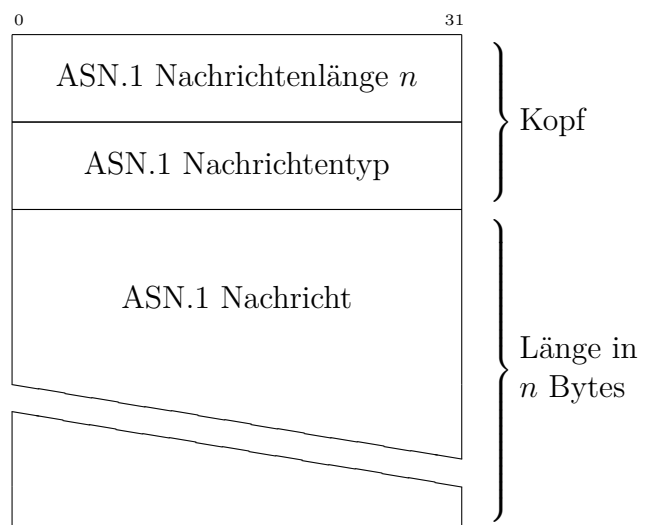 0 31
ASN.1 Nachrichtenlänge n
Kopf
ASN.1 Nachrichtentyp
ASN.1 Nachricht
Länge in
n Bytes